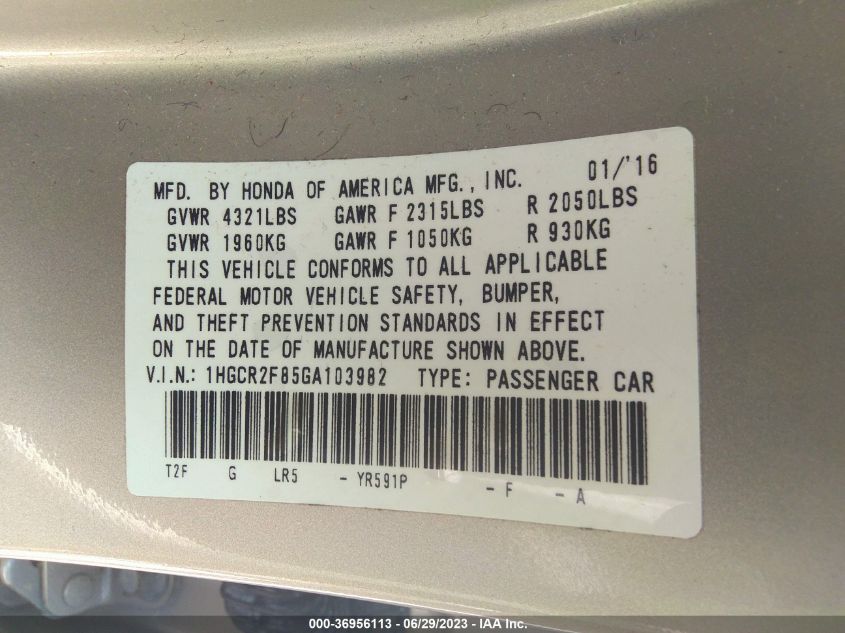 MFD. BY HONDA OF AMERICA MFG., INC. 01/'16
GVWR 4321LBS GAWR F 2315LBS R 2050LBS
GVWR 1960KG GAWR F 1050KG R 930KG
THIS VEHICLE CONFORMS TO ALL APPLICABLE
FEDERAL MOTOR VEHICLE SAFETY, BUMPER,
AND THEFT PREVENTION STANDARDS IN EFFECT
ON THE DATE OF MANUFACTURE SHOWN ABOVE.
V.I.N.: 1HGCR2F85GA103982 TYPE: PASSENGER CAR
T2F G LR5 - YR591P - F - A
000-36956113 - 06/29/2023 - IAA Inc.